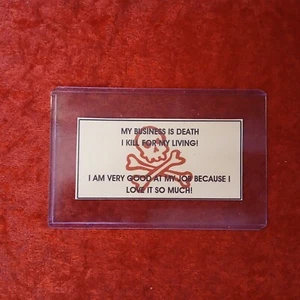 MY BUSINESS IS DEATH
I KILL FOR MY LIVING!
I AM VERY GOOD AT MY JOB BECAUSE I
LOVE IT SO MUCH!